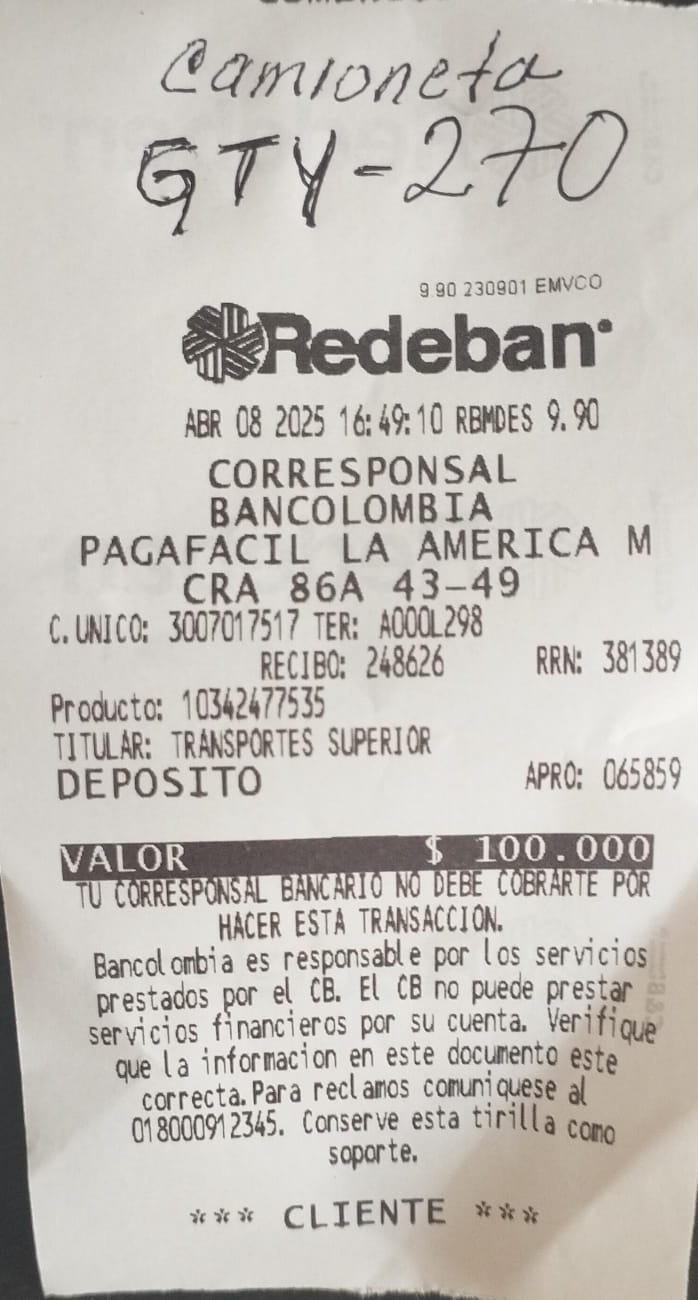 Camioneta
GTY-270
9.90 230901 EMVCO
Redeban
ABR 08 2025 16:49:10 RBMDES 9.90
CORRESPONSAL
BANCOLOMBIA
PAGAFACIL LA AMERICA M
CRA 86A 43-49
C.UNICO: 3007017517 TER: A000L298
RECIBO: 248626 RRN: 381389
Producto: 10342477535
TITULAR: TRANSPORTES SUPERIOR
DEPOSITO APRO: 065859
VALOR $ 100.000
TU CORRESPONSAL BANCARIO NO DEBE COBRARTE POR
HACER ESTA TRANSACCION.
Bancolombia es responsable por los servicios
prestados por el CB. El CB no puede prestar
servicios financieros por su cuenta. Verifique
que la informacion en este documento este
correcta.Para reclamos comuniquese al
018000912345. Conserve esta tirilla como
soporte.
*** CLIENTE ***